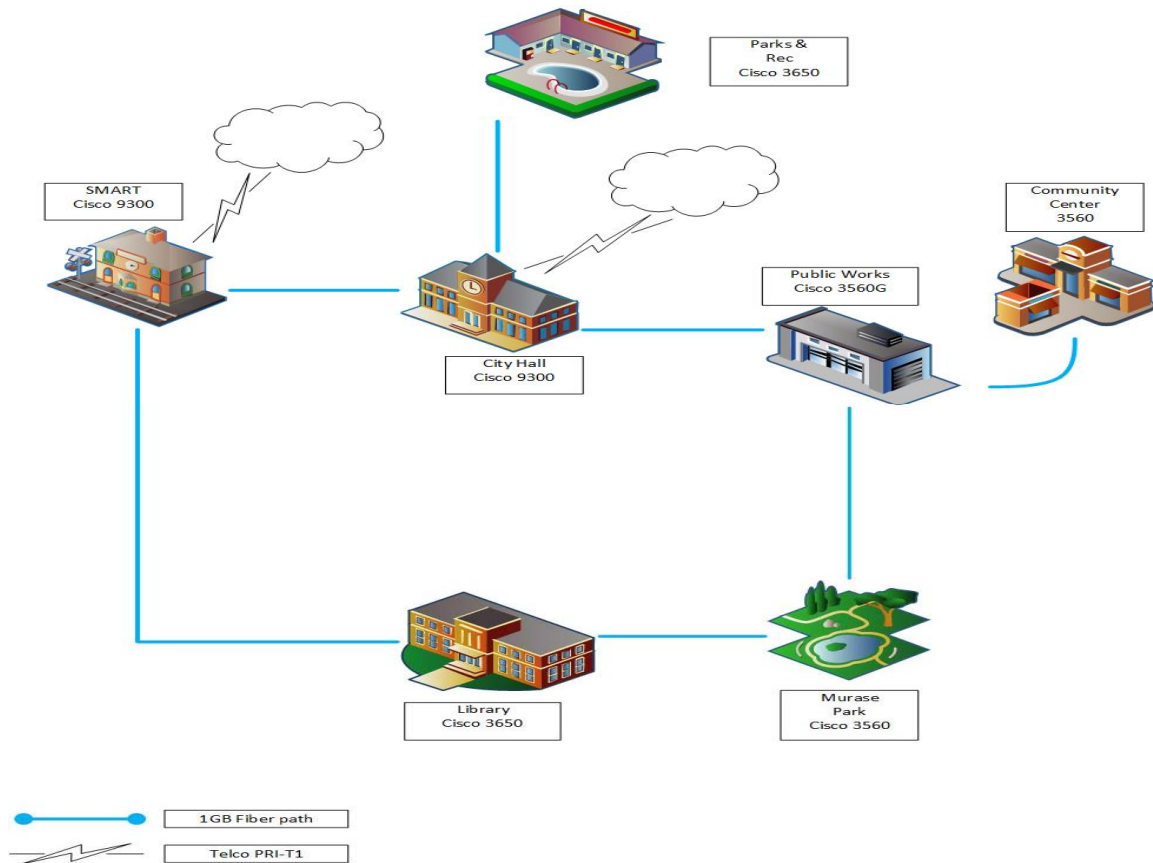 Parks &
Rec
Cisco 3650
SMART
Cisco 9300
Community
Center
3560
Public Works
Cisco 3560G
City Hall
Cisco 9300
Library
Cisco 3650
Murase
Park
Cisco 3560
1GB Fiber path
Telco PRI-T1